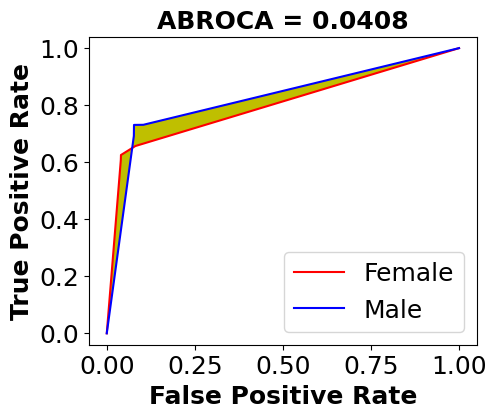 ABROCA = 0.0408
True Positive Rate
1.0
0.8
0.6
0.4
0.2
0.0
Female
Male
0.00 0.25 0.50 0.75 1.00
False Positive Rate